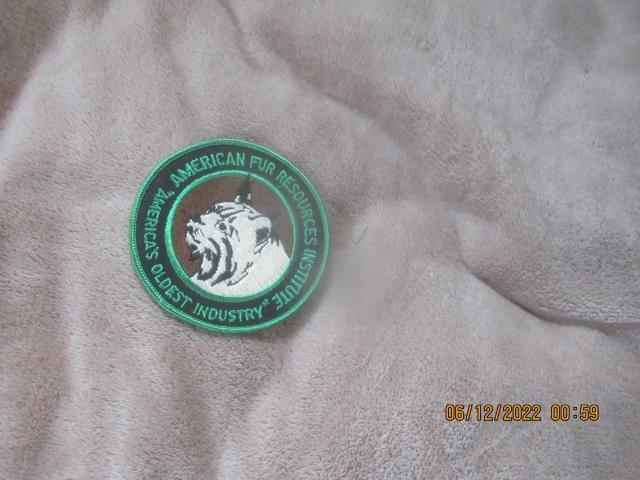 AMERICAN FUR RESOURCES INSTITUTE
"AMERICA'S OLDEST INDUSTRY"
06/12/2022 00:59